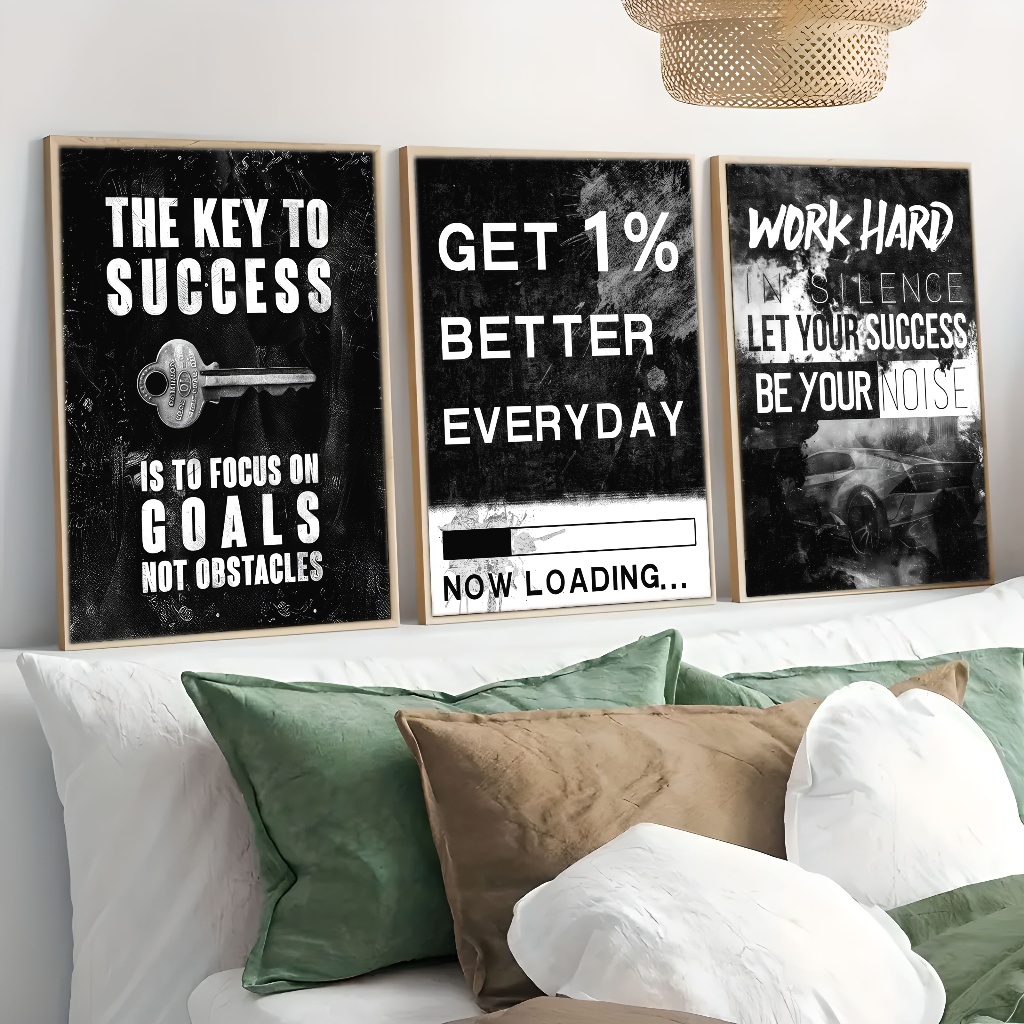 THE KEY TO
SUCCESS
IS TO FOCUS ON
GOALS
NOT OBSTACLES
GET 1%
BETTER
EVERYDAY
NOW LOADING...
WORK HARD
IN SILENCE
LET YOUR SUCCESS
BE YOUR NOISE